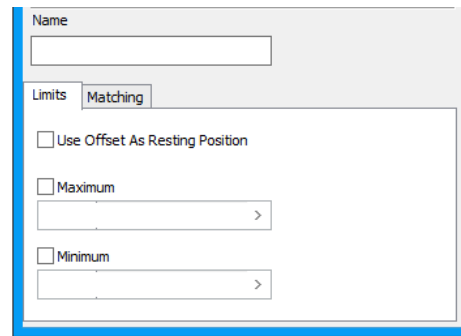 Name
Limits Matching
Use Offset As Resting Position
Maximum
Minimum